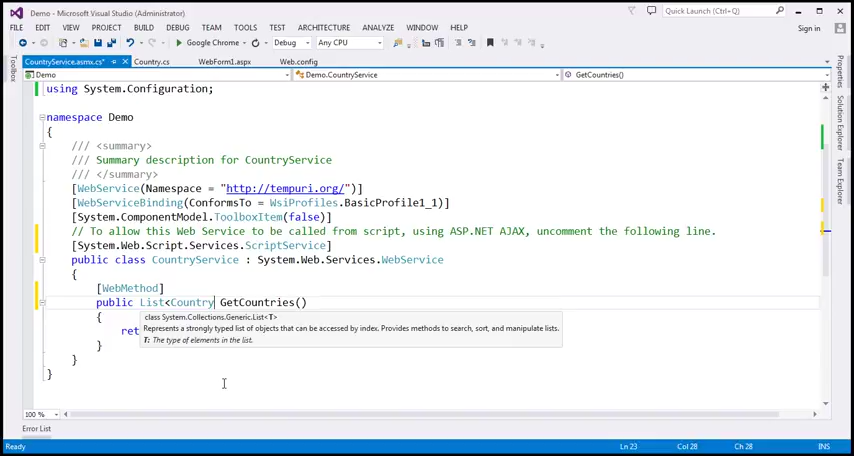 Demo - Microsoft Visual Studio (Administrator)
Quick Launch (Ctrl+Q)
FILE EDIT VIEW PROJECT BUILD DEBUG TEAM TOOLS TEST ARCHITECTURE ANALYZE WINDOW HELP
Sign in
Google Chrome Debug Any CPU
CountryService.asmx.cs* Country.cs WebForm1.aspx Web.config
Demo Demo.CountryService GetCountries()
Toolbox
Properties
Solution Explorer
Team Explorer
using System.Configuration;
namespace Demo
{
/// <summary>
/// Summary description for CountryService
/// </summary>
[WebService(Namespace = "http://tempuri.org/")]
[WebServiceBinding(ConformsTo = WsiProfiles.BasicProfile1_1)]
[System.ComponentModel.ToolboxItem(false)]
// To allow this Web Service to be called from script, using ASP.NET AJAX, uncomment the following line.
[System.Web.Script.Services.ScriptService]
public class CountryService : System.Web.Services.WebService
{
[WebMethod]
public List<Country GetCountries()
{
class System.Collections.Generic.List<T>
Represents a strongly typed list of objects that can be accessed by index. Provides methods to search, sort, and manipulate lists.
T: The type of elements in the list.
ret
}
}
}
100 %
Error List
Ready Ln 23 Col 28 Ch 28 INS